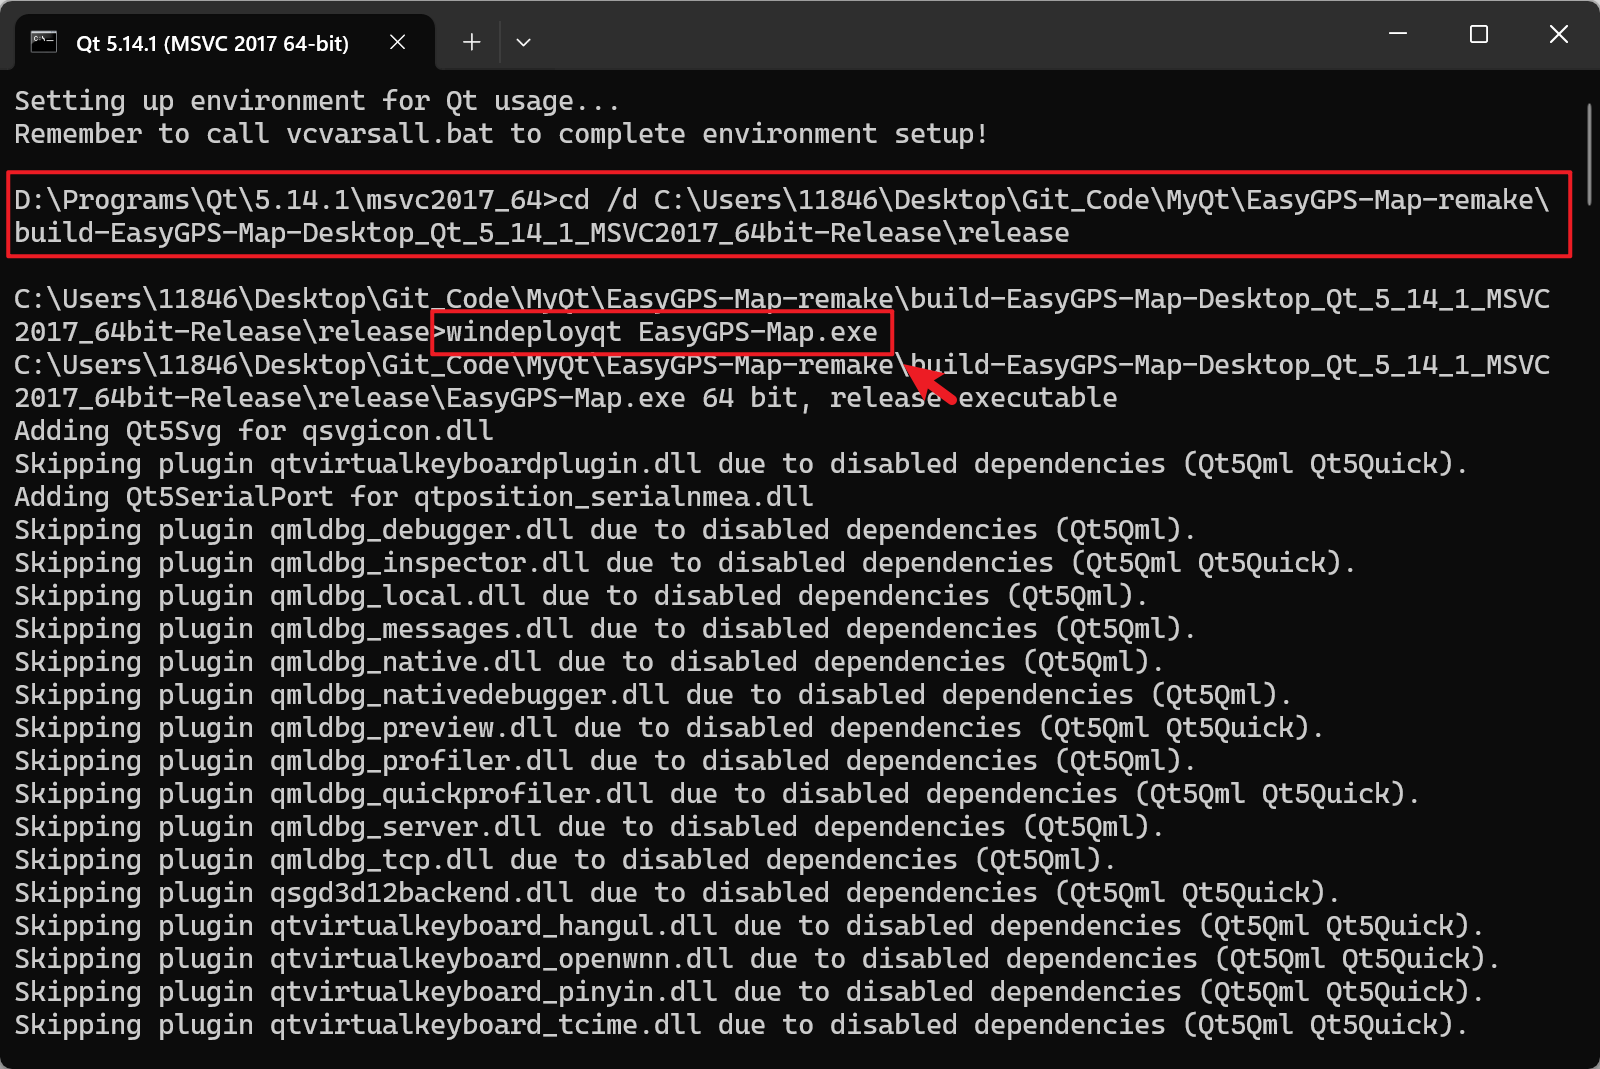 Qt 5.14.1 (MSVC 2017 64-bit)
Setting up environment for Qt usage...
Remember to call vcvarsall.bat to complete environment setup!
D:\Programs\Qt\5.14.1\msvc2017_64>cd /d C:\Users\11846\Desktop\Git_Code\MyQt\EasyGPS-Map-remake\
build-EasyGPS-Map-Desktop_Qt_5_14_1_MSVC2017_64bit-Release\release
C:\Users\11846\Desktop\Git_Code\MyQt\EasyGPS-Map-remake\build-EasyGPS-Map-Desktop_Qt_5_14_1_MSVC
2017_64bit-Release\release>windeployqt EasyGPS-Map.exe
C:\Users\11846\Desktop\Git_Code\MyQt\EasyGPS-Map-remake\build-EasyGPS-Map-Desktop_Qt_5_14_1_MSVC
2017_64bit-Release\release\EasyGPS-Map.exe 64 bit, release executable
Adding Qt5Svg for qsvgicon.dll
Skipping plugin qtvirtualkeyboardplugin.dll due to disabled dependencies (Qt5Qml Qt5Quick).
Adding Qt5SerialPort for qtposition_serialnmea.dll
Skipping plugin qmldbg_debugger.dll due to disabled dependencies (Qt5Qml).
Skipping plugin qmldbg_inspector.dll due to disabled dependencies (Qt5Qml Qt5Quick).
Skipping plugin qmldbg_local.dll due to disabled dependencies (Qt5Qml).
Skipping plugin qmldbg_messages.dll due to disabled dependencies (Qt5Qml).
Skipping plugin qmldbg_native.dll due to disabled dependencies (Qt5Qml).
Skipping plugin qmldbg_nativedebugger.dll due to disabled dependencies (Qt5Qml).
Skipping plugin qmldbg_preview.dll due to disabled dependencies (Qt5Qml Qt5Quick).
Skipping plugin qmldbg_profiler.dll due to disabled dependencies (Qt5Qml).
Skipping plugin qmldbg_quickprofiler.dll due to disabled dependencies (Qt5Qml Qt5Quick).
Skipping plugin qmldbg_server.dll due to disabled dependencies (Qt5Qml).
Skipping plugin qmldbg_tcp.dll due to disabled dependencies (Qt5Qml).
Skipping plugin qsgd3d12backend.dll due to disabled dependencies (Qt5Qml Qt5Quick).
Skipping plugin qtvirtualkeyboard_hangul.dll due to disabled dependencies (Qt5Qml Qt5Quick).
Skipping plugin qtvirtualkeyboard_openwnn.dll due to disabled dependencies (Qt5Qml Qt5Quick).
Skipping plugin qtvirtualkeyboard_pinyin.dll due to disabled dependencies (Qt5Qml Qt5Quick).
Skipping plugin qtvirtualkeyboard_tcime.dll due to disabled dependencies (Qt5Qml Qt5Quick).